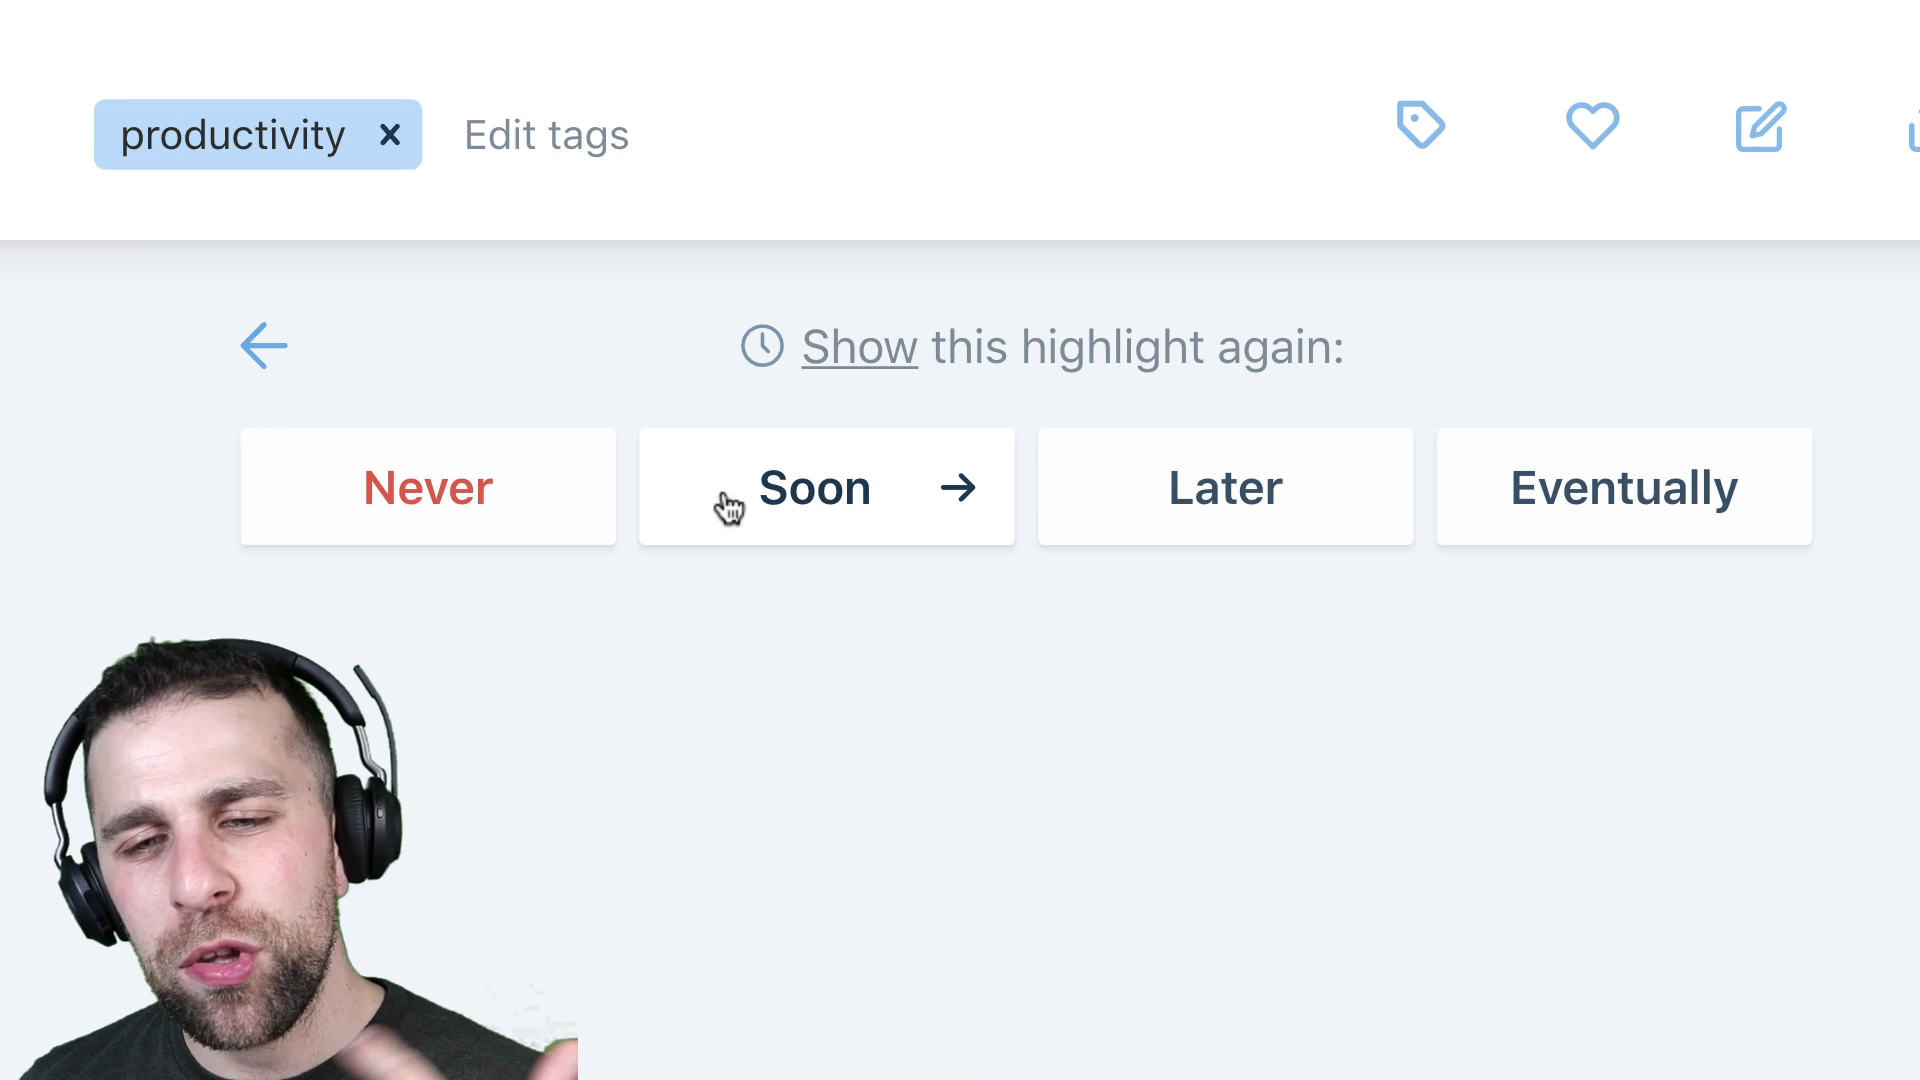 productivity x Edit tags
Show this highlight again:
Never Soon → Later Eventually